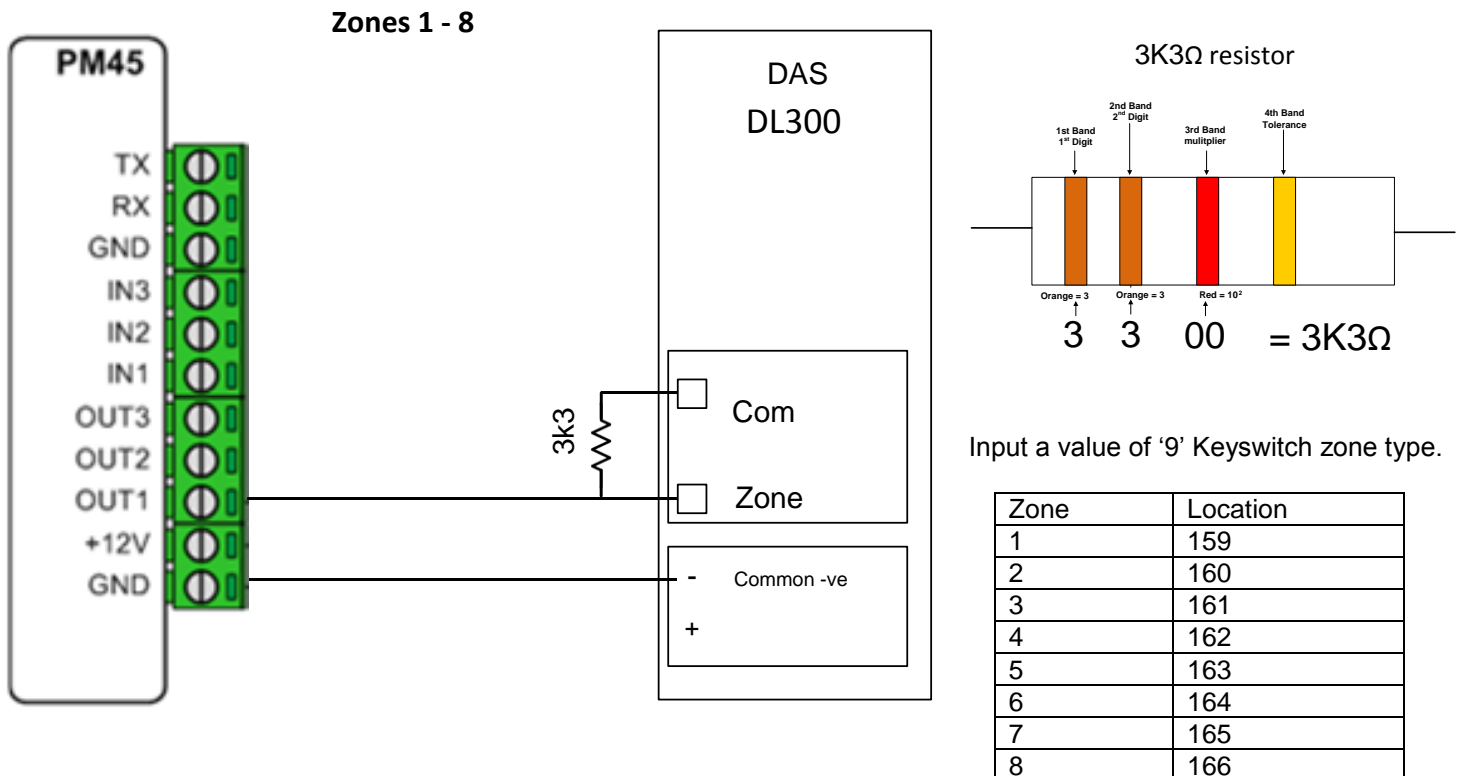 Zones 1 - 8
PM45
TX
RX
GND
IN3
IN2
IN1
OUT3
OUT2
OUT1
+12V
GND
3k3
DAS
DL300
Com
Zone
- Common -ve
+
3K3Ω resistor
1st Band
1st Digit
2nd Band
2nd Digit
3rd Band
mulitplier
4th Band
Tolerance
Orange = 3 Orange = 3 Red = 10²
3 3 00 = 3K3Ω
Input a value of ‘9’ Keyswitch zone type.
Zone Location
1 159
2 160
3 161
4 162
5 163
6 164
7 165
8 166